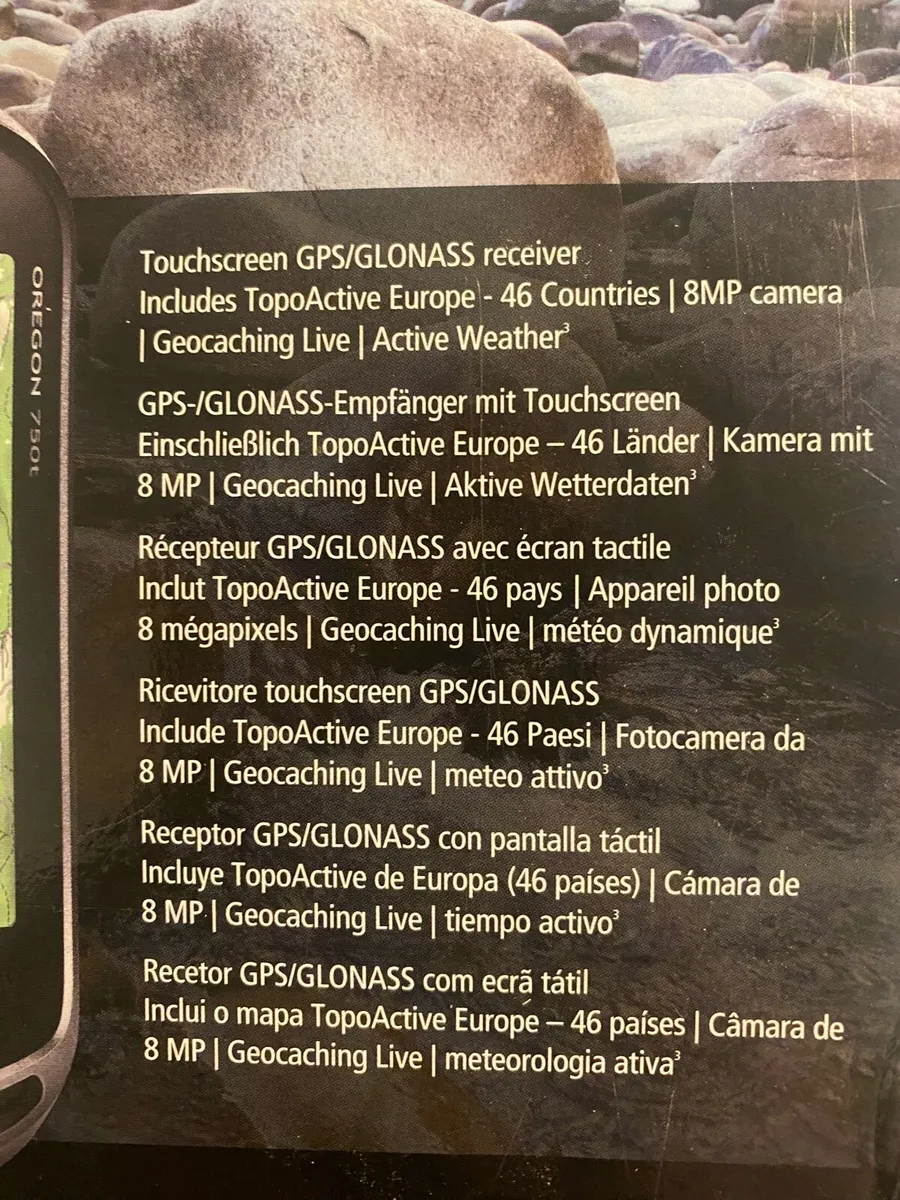 OREGON 750t
Touchscreen GPS/GLONASS receiver
Includes TopoActive Europe - 46 Countries | 8MP camera
| Geocaching Live | Active Weather³
GPS-/GLONASS-Empfänger mit Touchscreen
Einschließlich TopoActive Europe – 46 Länder | Kamera mit
8 MP | Geocaching Live | Aktive Wetterdaten³
Récepteur GPS/GLONASS avec écran tactile
Inclut TopoActive Europe - 46 pays | Appareil photo
8 mégapixels | Geocaching Live | météo dynamique³
Ricevitore touchscreen GPS/GLONASS
Include TopoActive Europe - 46 Paesi | Fotocamera da
8 MP | Geocaching Live | meteo attivo³
Receptor GPS/GLONASS con pantalla táctil
Incluye TopoActive de Europa (46 países) | Cámara de
8 MP | Geocaching Live | tiempo activo³
Recetor GPS/GLONASS com ecrã tátil
Inclui o mapa TopoActive Europe – 46 países | Câmara de
8 MP | Geocaching Live | meteorologia ativa³